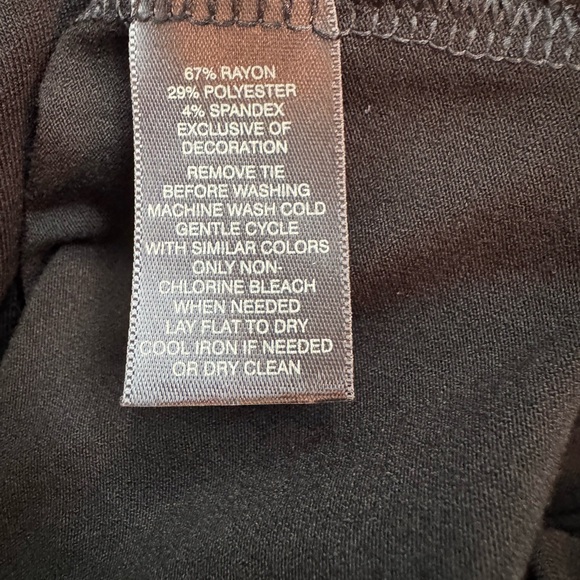 67% RAYON
29% POLYESTER
4% SPANDEX
EXCLUSIVE OF
DECORATION
REMOVE TIE
BEFORE WASHING
MACHINE WASH COLD
GENTLE CYCLE
WITH SIMILAR COLORS
ONLY NON-
CHLORINE BLEACH
WHEN NEEDED
LAY FLAT TO DRY
COOL IRON IF NEEDED
OR DRY CLEAN